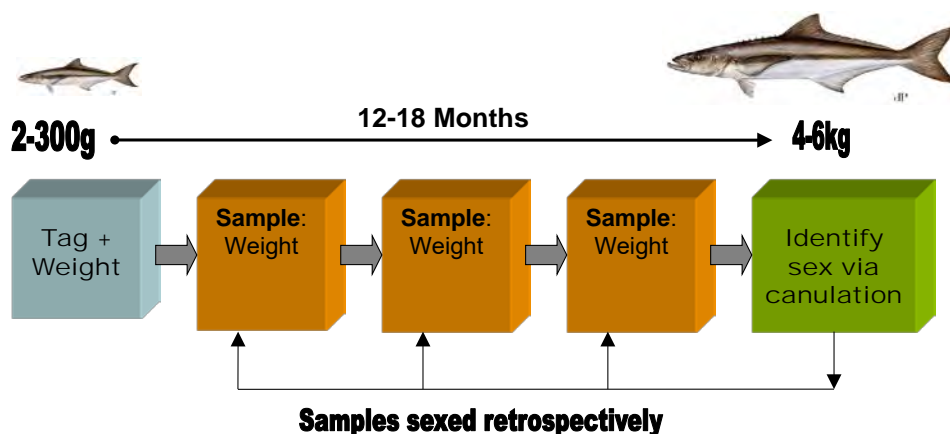 12-18 Months
2-300g
4-6kg
Tag +
Weight
Sample:
Weight
Sample:
Weight
Sample:
Weight
Identify
sex via
canulation
Samples sexed retrospectively